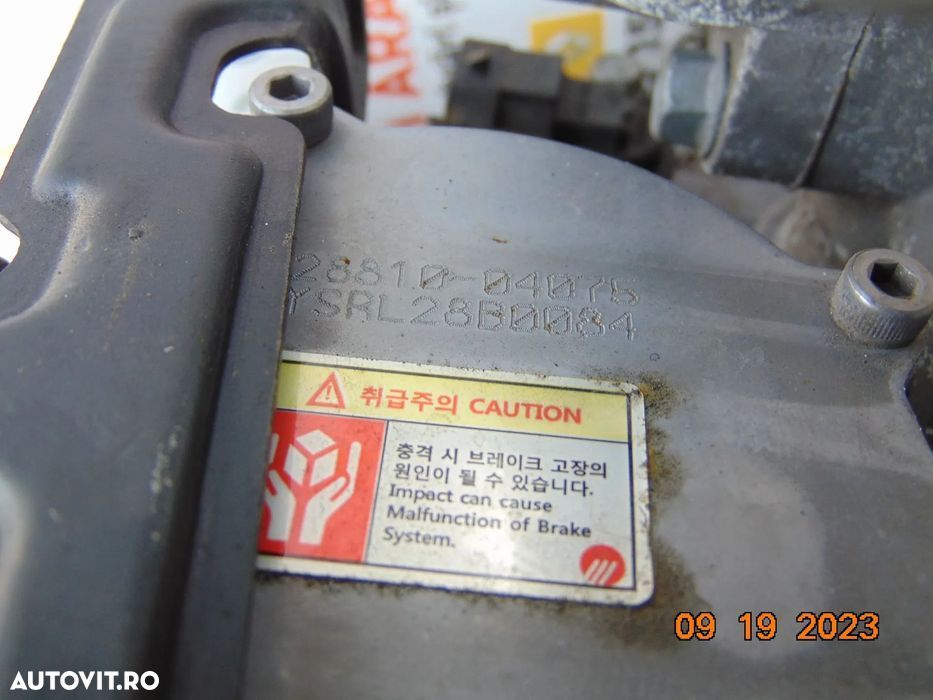 28810-04075
YSRL28B0084
취급주의 CAUTION
충격 시 브레이크 고장의
원인이 될 수 있습니다.
Impact can cause
Malfunction of Brake
System.
09 19 2023
AUTOVIT.RO